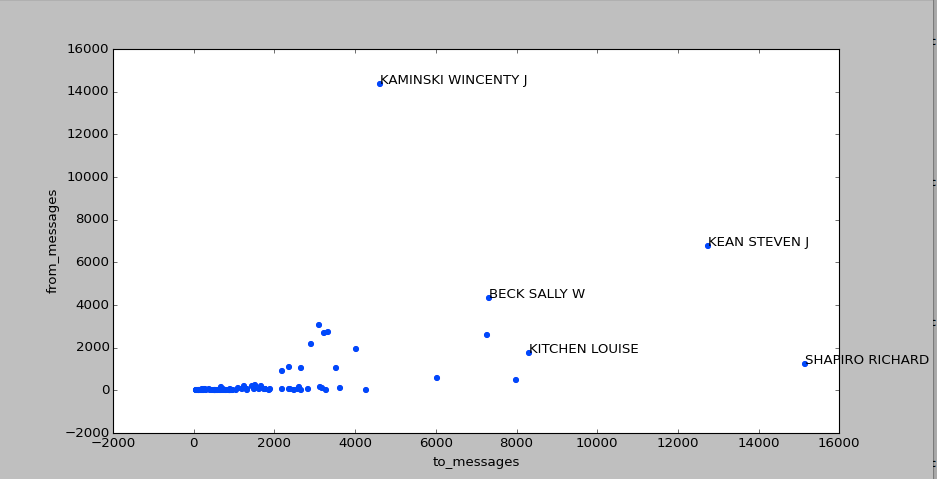 16000
14000
12000
10000
8000
6000
4000
2000
0
−2000
from_messages
KAMINSKI WINCENTY J
KEAN STEVEN J
BECK SALLY W
KITCHEN LOUISE
SHAPIRO RICHARD
−2000 0 2000 4000 6000 8000 10000 12000 14000 16000
to_messages